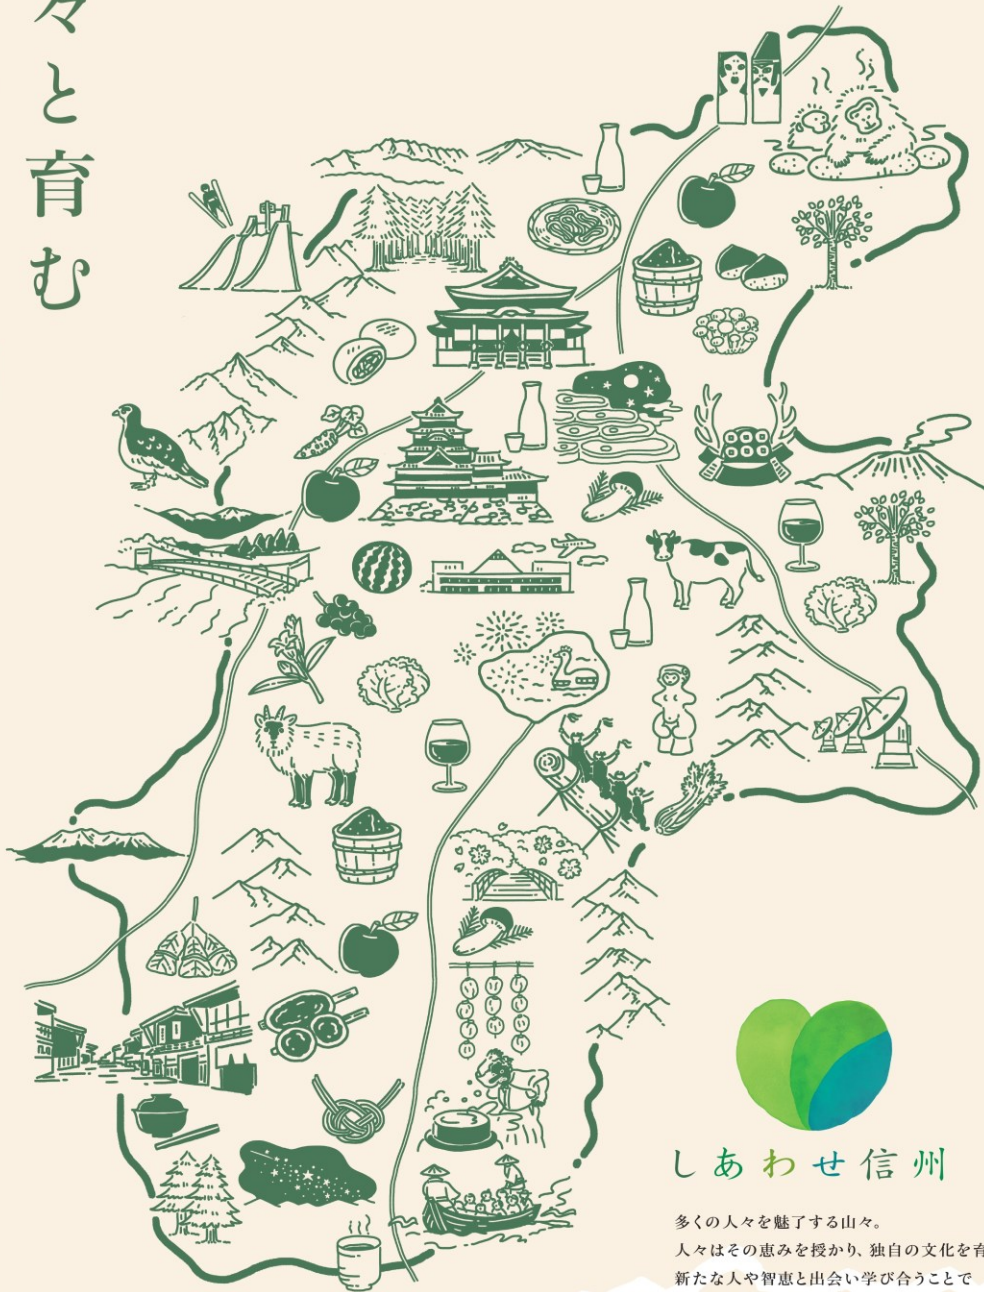 々と育む
しあわせ信州
多くの人々を魅了する山々。
人々はその恵みを授かり、独自の文化を育
新たな人や智恵と出会い学び合うことで